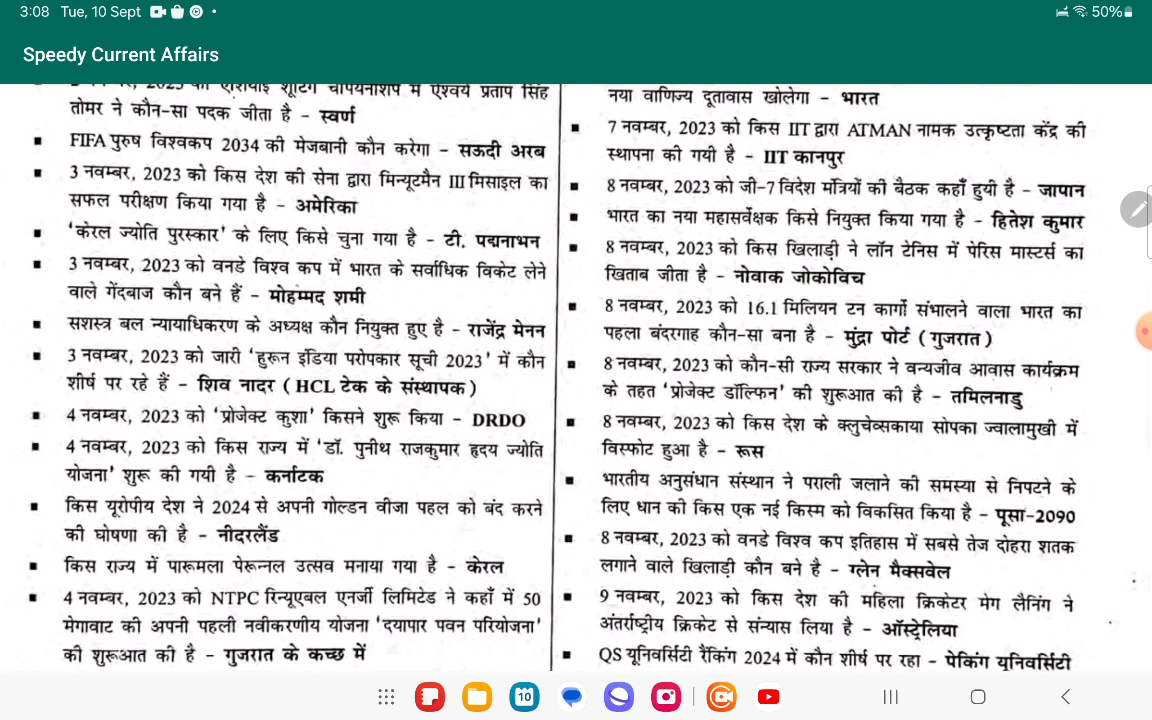 3:08 Tue, 10 Sept
50%
Speedy Current Affairs
2023 को एशियाई शूटिंग चैंपियनशिप में ऐश्वर्य प्रताप सिंह
तोमर ने कौन-सा पदक जीता है - स्वर्ण
▪ FIFA पुरुष विश्वकप 2034 की मेजबानी कौन करेगा - सऊदी अरब
▪ 3 नवम्बर, 2023 को किस देश की सेना द्वारा मिन्यूटमैन III मिसाइल का
सफल परीक्षण किया गया है - अमेरिका
▪ 'केरल ज्योति पुरस्कार' के लिए किसे चुना गया है - टी. पद्मनाभन
▪ 3 नवम्बर, 2023 को वनडे विश्व कप में भारत के सर्वाधिक विकेट लेने
वाले गेंदबाज कौन बने हैं - मोहम्मद शमी
▪ सशस्त्र बल न्यायाधिकरण के अध्यक्ष कौन नियुक्त हुए है - राजेंद्र मेनन
▪ 3 नवम्बर, 2023 को जारी 'हुरून इंडिया परोपकार सूची 2023' में कौन
शीर्ष पर रहे हैं - शिव नादर ( HCL टेक के संस्थापक )
▪ 4 नवम्बर, 2023 को 'प्रोजेक्ट कुशा' किसने शुरू किया - DRDO
▪ 4 नवम्बर, 2023 को किस राज्य में 'डॉ. पुनीथ राजकुमार हृदय ज्योति
योजना' शुरू की गयी है - कर्नाटक
▪ किस यूरोपीय देश ने 2024 से अपनी गोल्डन वीजा पहल को बंद करने
की घोषणा की है - नीदरलैंड
▪ किस राज्य में पारूमला पेरून्नल उत्सव मनाया गया है - केरल
▪ 4 नवम्बर, 2023 को NTPC रिन्यूएबल एनर्जी लिमिटेड ने कहाँ में 50
मेगावाट की अपनी पहली नवीकरणीय योजना 'दयापार पवन परियोजना'
की शुरूआत की है - गुजरात के कच्छ में
नया वाणिज्य दूतावास खोलेगा - भारत
▪ 7 नवम्बर, 2023 को किस IIT द्वारा ATMAN नामक उत्कृष्टता केंद्र की
स्थापना की गयी है - IIT कानपुर
▪ 8 नवम्बर, 2023 को जी-7 विदेश मंत्रियों की बैठक कहाँ हुयी है - जापान
▪ भारत का नया महासर्वेक्षक किसे नियुक्त किया गया है - हितेश कुमार
▪ 8 नवम्बर, 2023 को किस खिलाड़ी ने लॉन टेनिस में पेरिस मास्टर्स का
खिताब जीता है - नोवाक जोकोविच
▪ 8 नवम्बर, 2023 को 16.1 मिलियन टन कार्गो संभालने वाला भारत का
पहला बंदरगाह कौन-सा बना है - मुंद्रा पोर्ट ( गुजरात )
▪ 8 नवम्बर, 2023 को कौन-सी राज्य सरकार ने वन्यजीव आवास कार्यक्रम
के तहत 'प्रोजेक्ट डॉल्फिन' की शुरूआत की है - तमिलनाडु
▪ 8 नवम्बर, 2023 को किस देश के क्लुचेव्सकाया सोपका ज्वालामुखी में
विस्फोट हुआ है - रूस
▪ भारतीय अनुसंधान संस्थान ने पराली जलाने की समस्या से निपटने के
लिए धान की किस एक नई किस्म को विकसित किया है - पूसा-2090
▪ 8 नवम्बर, 2023 को वनडे विश्व कप इतिहास में सबसे तेज दोहरा शतक
लगाने वाले खिलाड़ी कौन बने है - ग्लेन मैक्सवेल
▪ 9 नवम्बर, 2023 को किस देश की महिला क्रिकेटर मेग लैनिंग ने
अंतर्राष्ट्रीय क्रिकेट से संन्यास लिया है - ऑस्ट्रेलिया
▪ QS यूनिवर्सिटी रैंकिंग 2024 में कौन शीर्ष पर रहा - पेकिंग यूनिवर्सिटी
10